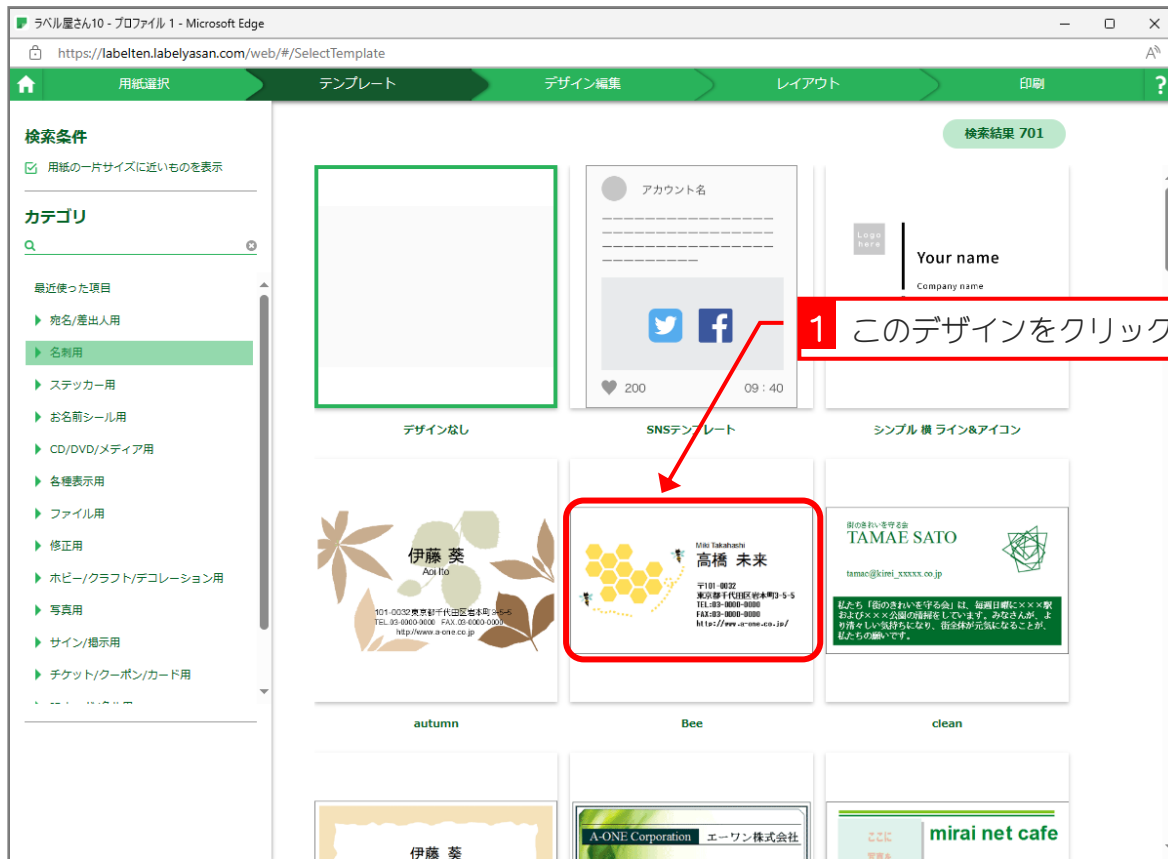 ラベル屋さん10 - プロファイル 1 - Microsoft Edge
https://labelten.labelyasan.com/web/#/SelectTemplate
用紙選択
テンプレート
デザイン編集
レイアウト
印刷
?
検索条件
用紙の一片サイズに近いものを表示
カテゴリ
最近使った項目
宛名/差出人用
名刺用
ステッカー用
お名前シール用
CD/DVD/メディア用
各種表示用
ファイル用
修正用
ホビー/クラフト/デコレーション用
写真用
サイン/掲示用
チケット/クーポン/カード用
検索結果 701
デザインなし
アカウント名
200
09：40
SNSテンプレート
Logo
here
Your name
Company name
シンプル 横 ライン&アイコン
1 このデザインをクリック
伊藤 葵
Aoi Ito
101-0032東京都千代田区岩本町3-5-5
TEL.03-0000-0000 FAX.03-0000-0000
http://www.a-one.co.jp
autumn
Miki Takahashi
高橋 未来
〒101-0032
東京都千代田区岩本町3-5-5
TEL:03-0000-0000
FAX:03-0000-0000
http://www.a-one.co.jp/
Bee
街のきれいを守る会
TAMAE SATO
tamae@kirei_xxxxx.co.jp
私たち「街のきれいを守る会」は、毎週日曜に×××駅
および×××公園の清掃をしています。みなさんが、よ
り清々しい気持ちになり、街全体が元気になることが、
私たちの願いです。
clean
伊藤 葵
A-ONE Corporation エーワン株式会社
ここに
写真を
mirai net cafe